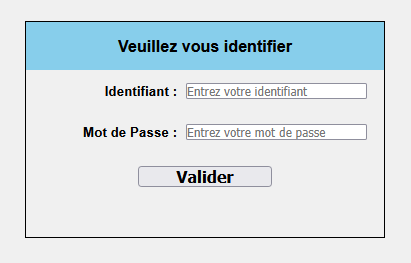 Veuillez vous identifier
Identifiant : Entrez votre identifiant
Mot de Passe : Entrez votre mot de passe
Valider